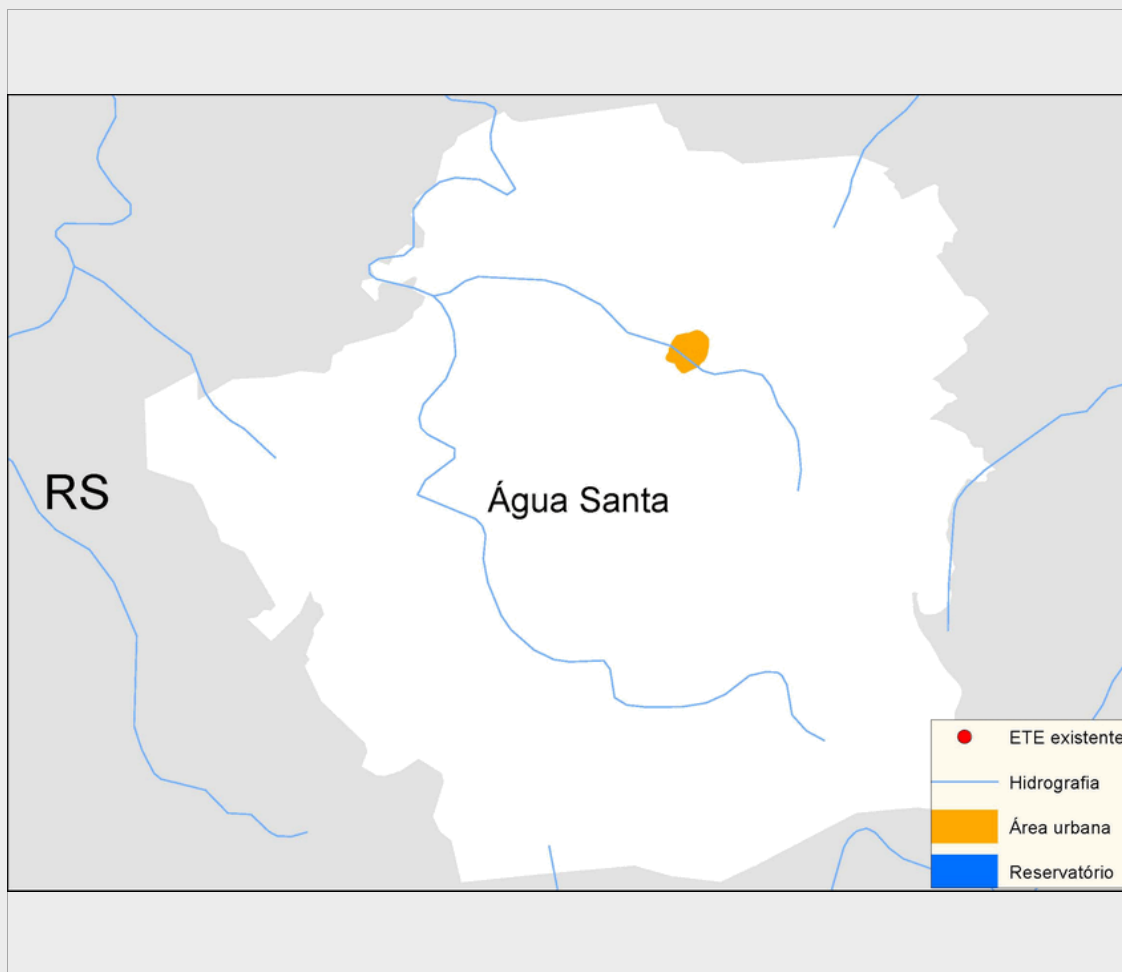 RS
Água Santa
ETE existente
Hidrografia
Área urbana
Reservatório